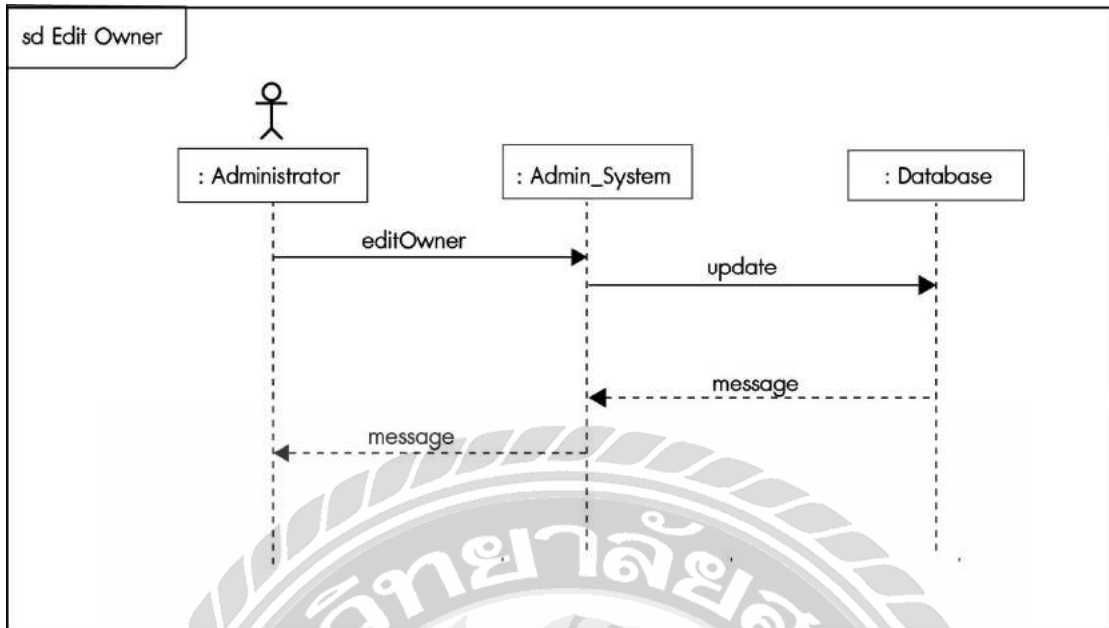 sd Edit Owner
: Administrator
: Admin_System
: Database
editOwner
update
message
message